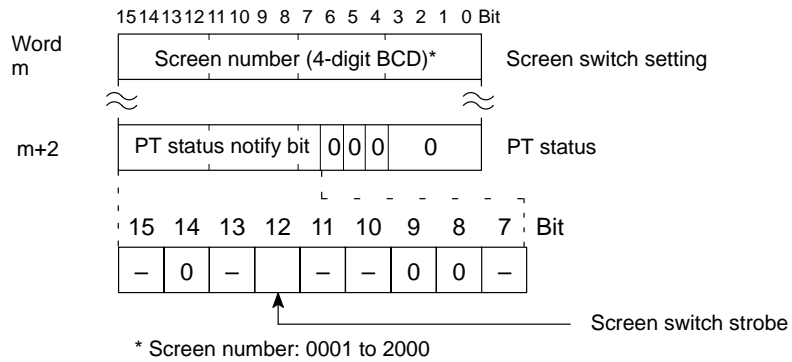 15 14 13 12 11 10 9 8 7 6 5 4 3 2 1 0 Bit
Word
m
Screen number (4-digit BCD)*
Screen switch setting
m+2
PT status notify bit 0 0 0 0
PT status
15 14 13 12 11 10 9 8 7 Bit
– 0 – – – 0 0 –
Screen switch strobe
* Screen number: 0001 to 2000